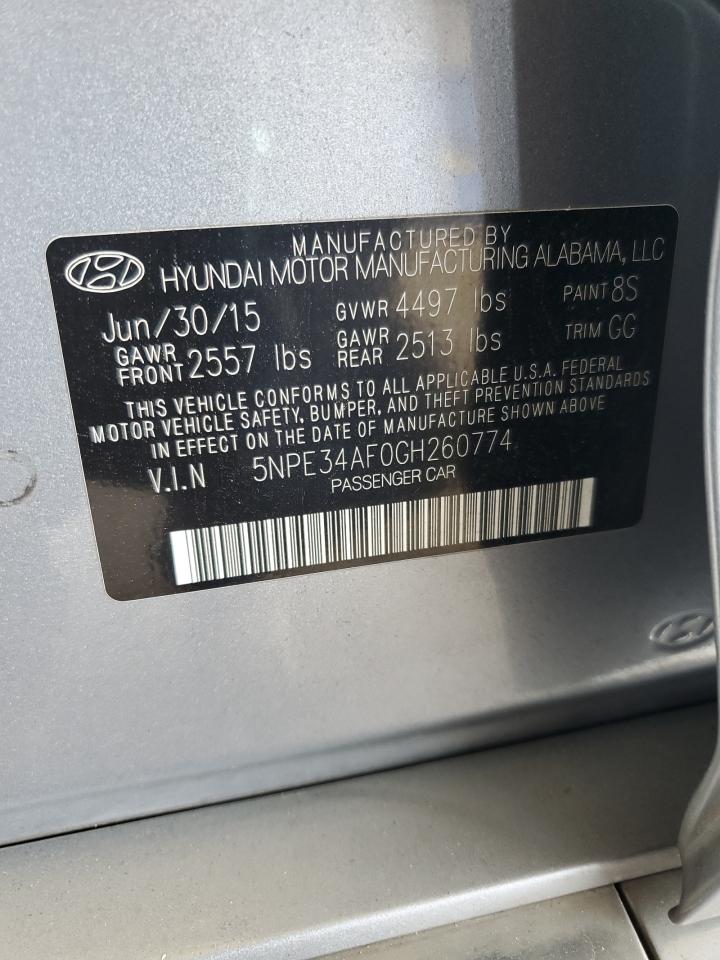 MANUFACTURED BY
HYUNDAI MOTOR MANUFACTURING ALABAMA, LLC
Jun/30/15 GVWR 4497 lbs PAINT 8S
GAWR FRONT 2557 lbs GAWR REAR 2513 lbs TRIM GG
THIS VEHICLE CONFORMS TO ALL APPLICABLE U.S.A. FEDERAL
MOTOR VEHICLE SAFETY, BUMPER, AND THEFT PREVENTION STANDARDS
IN EFFECT ON THE DATE OF MANUFACTURE SHOWN ABOVE
V.I.N 5NPE34AF0GH260774
PASSENGER CAR